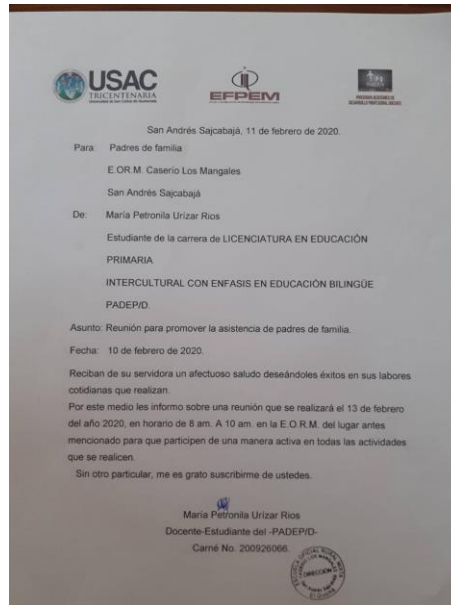 USAC
TRICENTENARIA
Universidad de San Carlos de Guatemala
EFPEM
San Andrés Sajcabajá, 11 de febrero de 2020.
Para: Padres de familia
E.OR.M. Caserío Los Mangales
San Andrés Sajcabajá
De: María Petronila Urízar Rios
Estudiante de la carrera de LICENCIATURA EN EDUCACIÓN
PRIMARIA
INTERCULTURAL CON ENFASIS EN EDUCACIÓN BILINGÜE
PADEP/D.
Asunto: Reunión para promover la asistencia de padres de familia.
Fecha: 10 de febrero de 2020.
Reciban de su servidora un afectuoso saludo deseándoles éxitos en sus labores
cotidianas que realizan.
Por este medio les informo sobre una reunión que se realizará el 13 de febrero
del año 2020, en horario de 8 am. A 10 am. en la E.O.R.M. del lugar antes
mencionado para que participen de una manera activa en todas las actividades
que se realicen.
Sin otro particular, me es grato suscribirme de ustedes.
María Petronila Urízar Rios
Docente-Estudiante del -PADEP/D-
Carné No. 200926066.
DIRECCIÓN